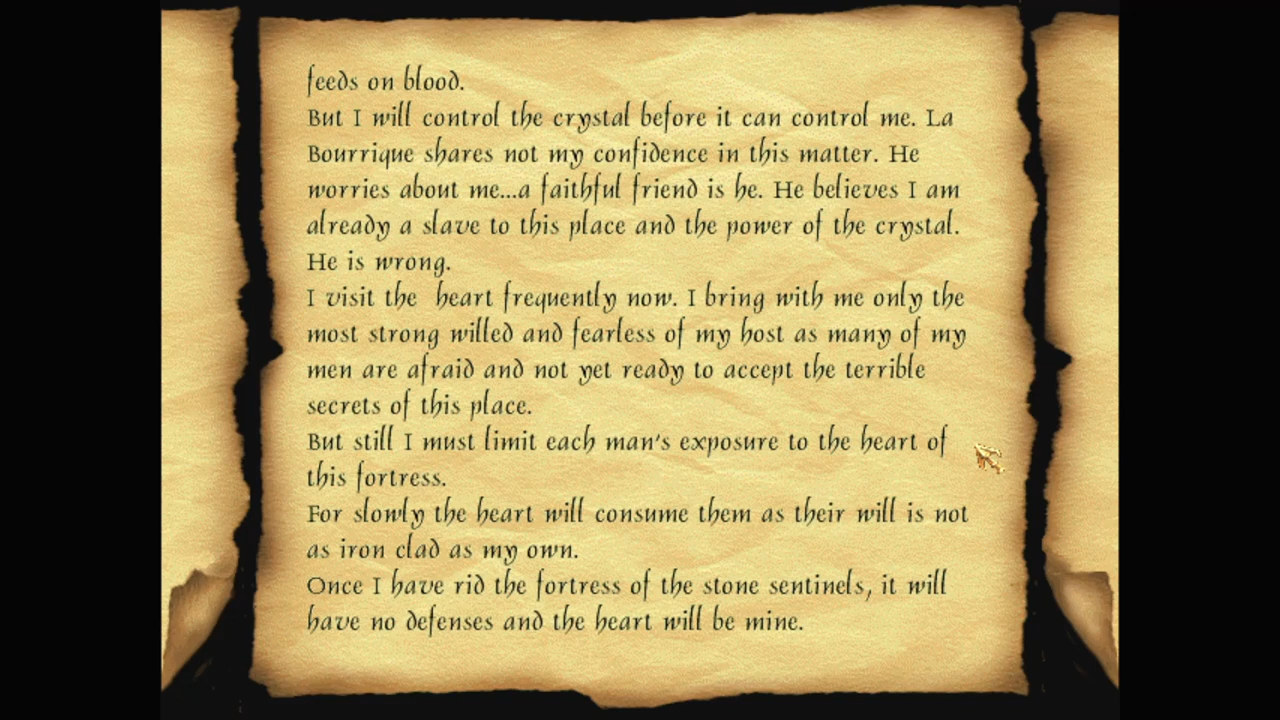 feeds on blood.
But I will control the crystal before it can control me. La
Bourrique shares not my confidence in this matter. He
worries about me...a faithful friend is he. He believes I am
already a slave to this place and the power of the crystal.
He is wrong.
I visit the  heart frequently now. I bring with me only the
most strong willed and fearless of my host as many of my
men are afraid and not yet ready to accept the terrible
secrets of this place.
But still I must limit each man's exposure to the heart of
this fortress.
For slowly the heart will consume them as their will is not
as iron clad as my own.
Once I have rid the fortress of the stone sentinels, it will
have no defenses and the heart will be mine.